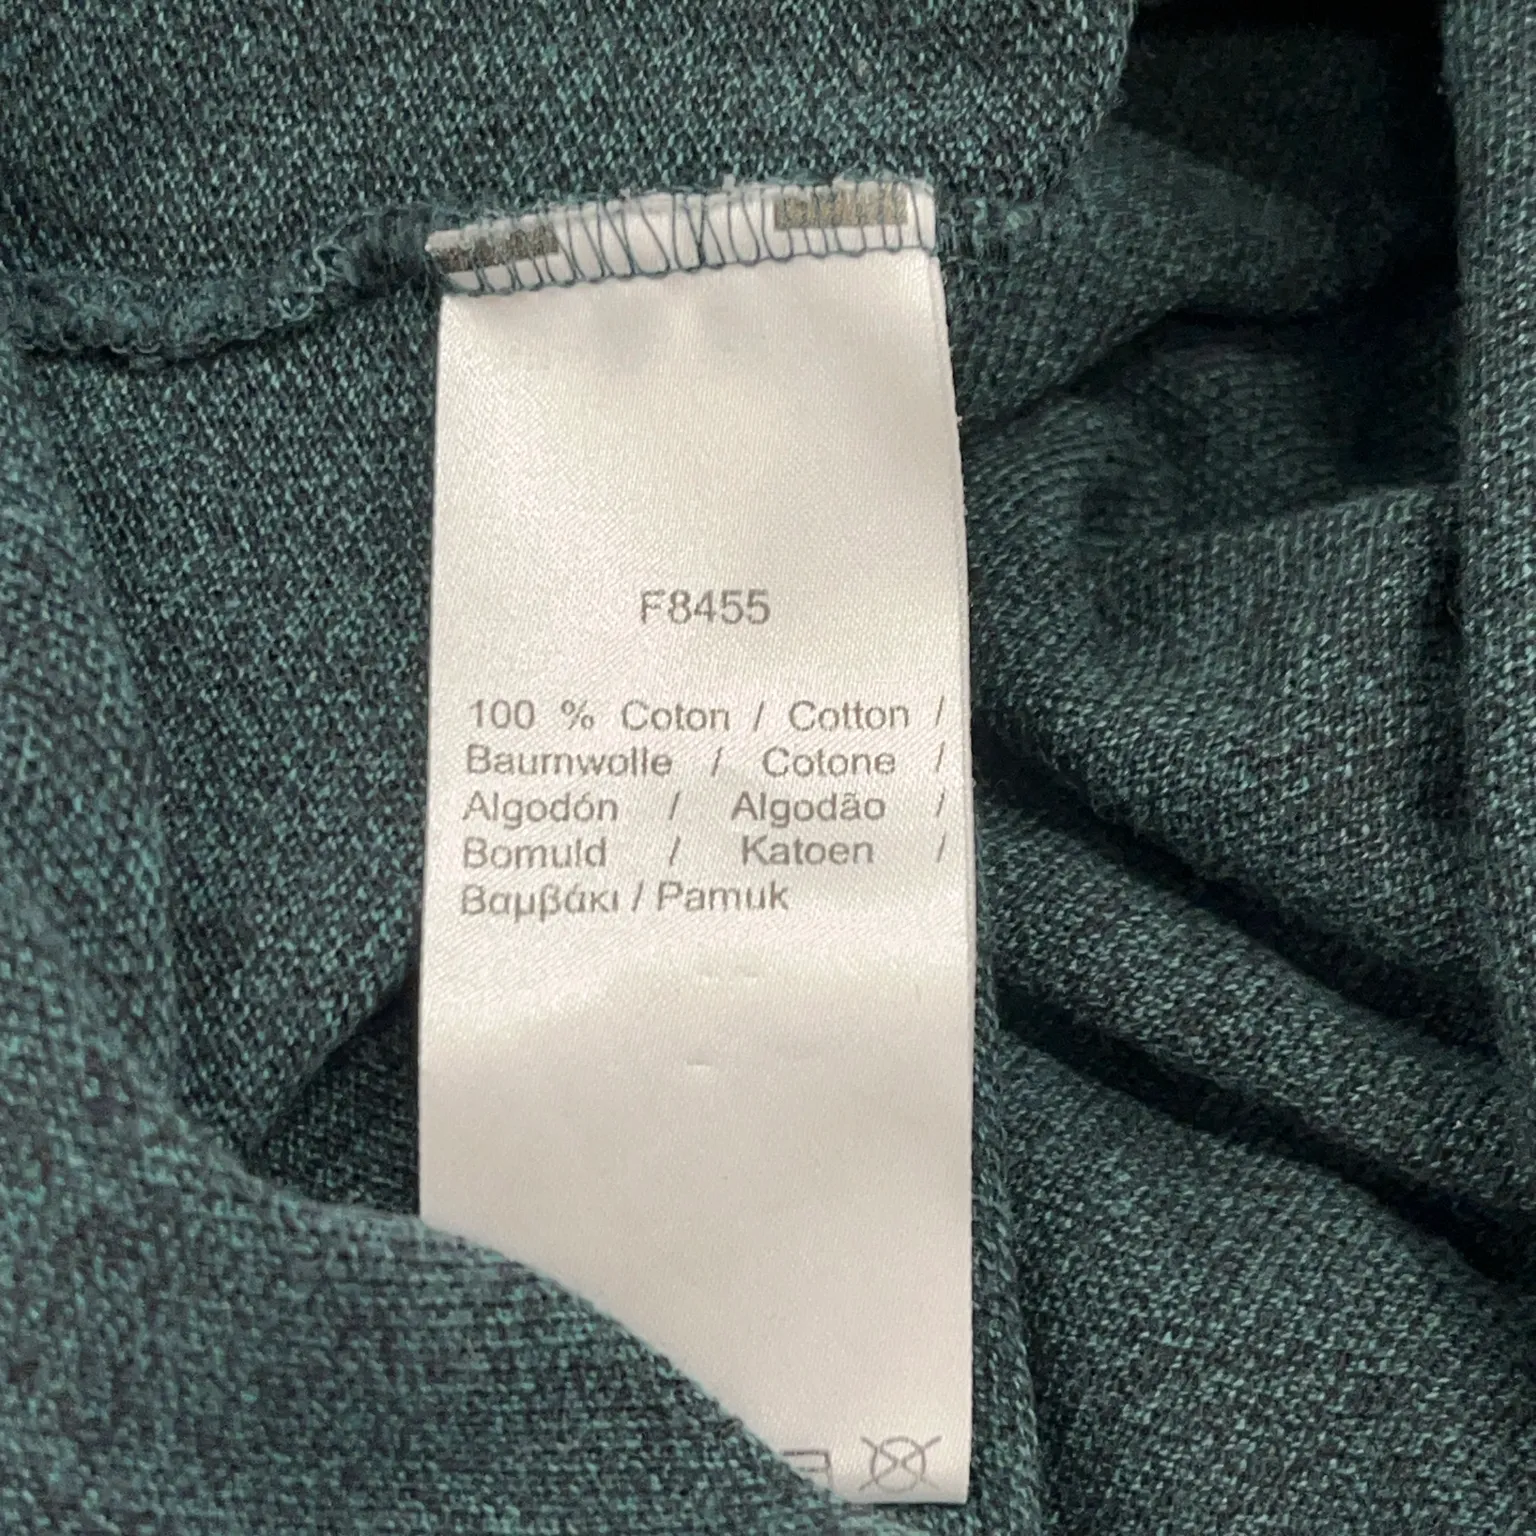 F8455
100 % Coton / Cotton /
Baumwolle / Cotone /
Algodón / Algodão /
Bomuld / Katoen /
Βαμβάκι / Pamuk